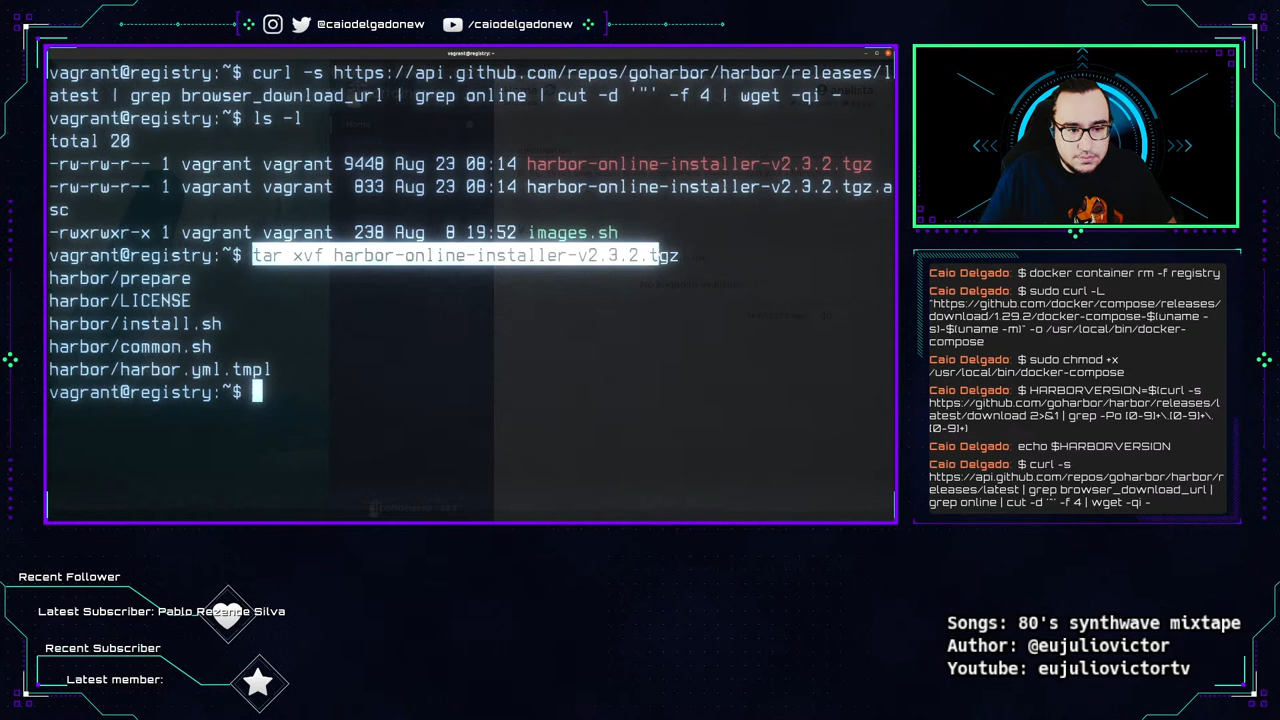 @caiodelgadonew /caiodelgadonew
vagrant@registry: ~
vagrant@registry:~$ curl -s https://api.github.com/repos/goharbor/harbor/releases/l
atest | grep browser_download_url | grep online | cut -d '"' -f 4 | wget -qi -
vagrant@registry:~$ ls -l
total 20
-rw-rw-r-- 1 vagrant vagrant 9448 Aug 23 08:14 harbor-online-installer-v2.3.2.tgz
-rw-rw-r-- 1 vagrant vagrant  833 Aug 23 08:14 harbor-online-installer-v2.3.2.tgz.a
sc
-rwxrwxr-x 1 vagrant vagrant  238 Aug  8 19:52 images.sh
vagrant@registry:~$ tar xvf harbor-online-installer-v2.3.2.tgz
harbor/prepare
harbor/LICENSE
harbor/install.sh
harbor/common.sh
harbor/harbor.yml.tmpl
vagrant@registry:~$
Caio Delgado: $ docker container rm -f registry
Caio Delgado: $ sudo curl -L
"https://github.com/docker/compose/releases/
download/1.29.2/docker-compose-$(uname -
s)-$(uname -m)" -o /usr/local/bin/docker-
compose
Caio Delgado: $ sudo chmod +x
/usr/local/bin/docker-compose
Caio Delgado: $ HARBORVERSION=$(curl -s
https://github.com/goharbor/harbor/releases/l
atest/download 2>&1 | grep -Po [0-9]+\.[0-9]+\.
[0-9]+)
Caio Delgado: echo $HARBORVERSION
Caio Delgado: $ curl -s
https://api.github.com/repos/goharbor/harbor/r
eleases/latest | grep browser_download_url |
grep online | cut -d '"' -f 4 | wget -qi -
Recent Follower
Latest Subscriber: Pablo Rezende Silva
Recent Subscriber
Latest member:
Songs: 80's synthwave mixtape
Author: @eujuliovictor
Youtube: eujuliovictortv